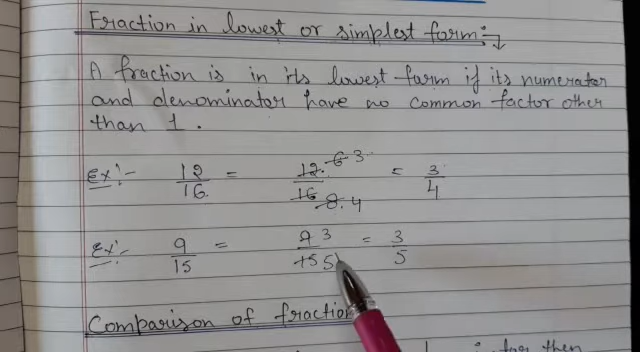 Fraction in lowest or simplest form:-
A fraction is in its lowest form if its numerator
and denominator have no common factor other
than 1.
Ex:- 12/16 = 12 6 3/16 8 4 = 3/4
Ex:- 9/15 = 9 3/15 5 = 3/5
Comparison of fraction
then